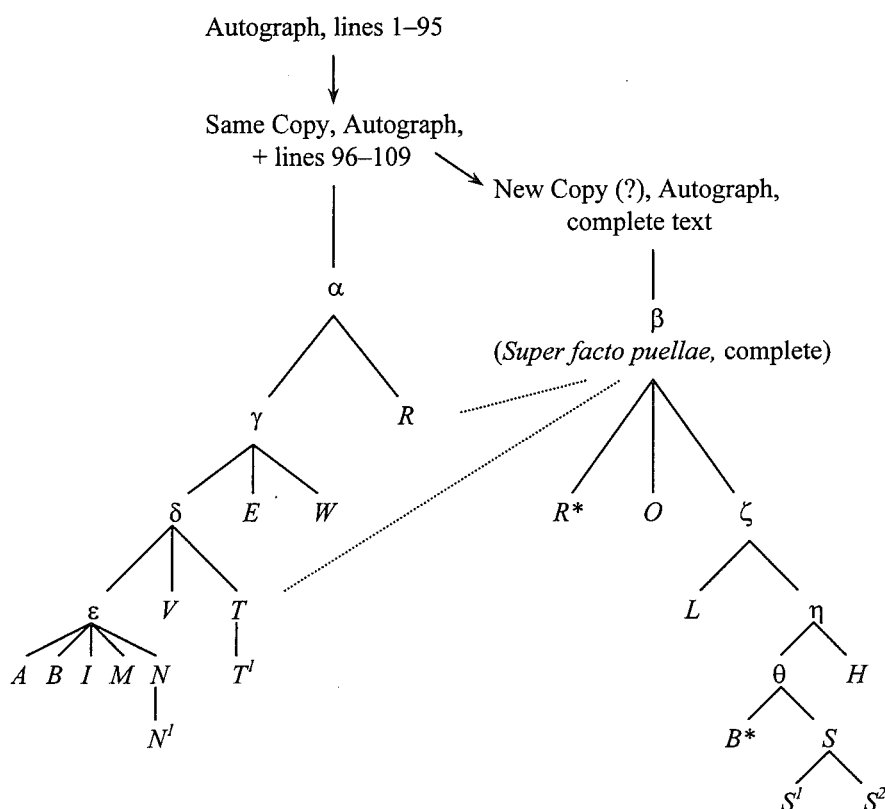 Autograph, lines 1–95
Same Copy, Autograph,
+ lines 96–109
New Copy (?), Autograph,
complete text
α
β
(Super facto puellae, complete)
γ R
δ E W R* O ζ
ε V T L η
A B I M N T¹ θ H
N¹ B* S
S¹ S²